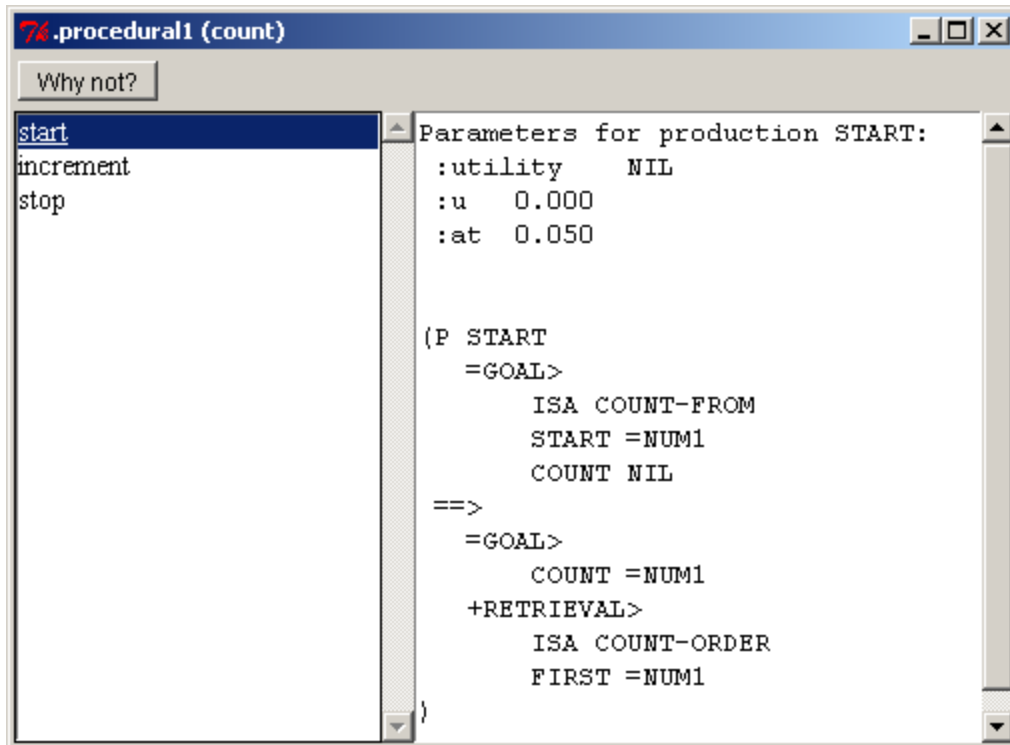 .procedural1 (count)
Why not?
start
increment
stop
Parameters for production START:
:utility    NIL
:u   0.000
:at  0.050
(P START
=GOAL>
ISA COUNT-FROM
START =NUM1
COUNT NIL
==>
=GOAL>
COUNT =NUM1
+RETRIEVAL>
ISA COUNT-ORDER
FIRST =NUM1
)